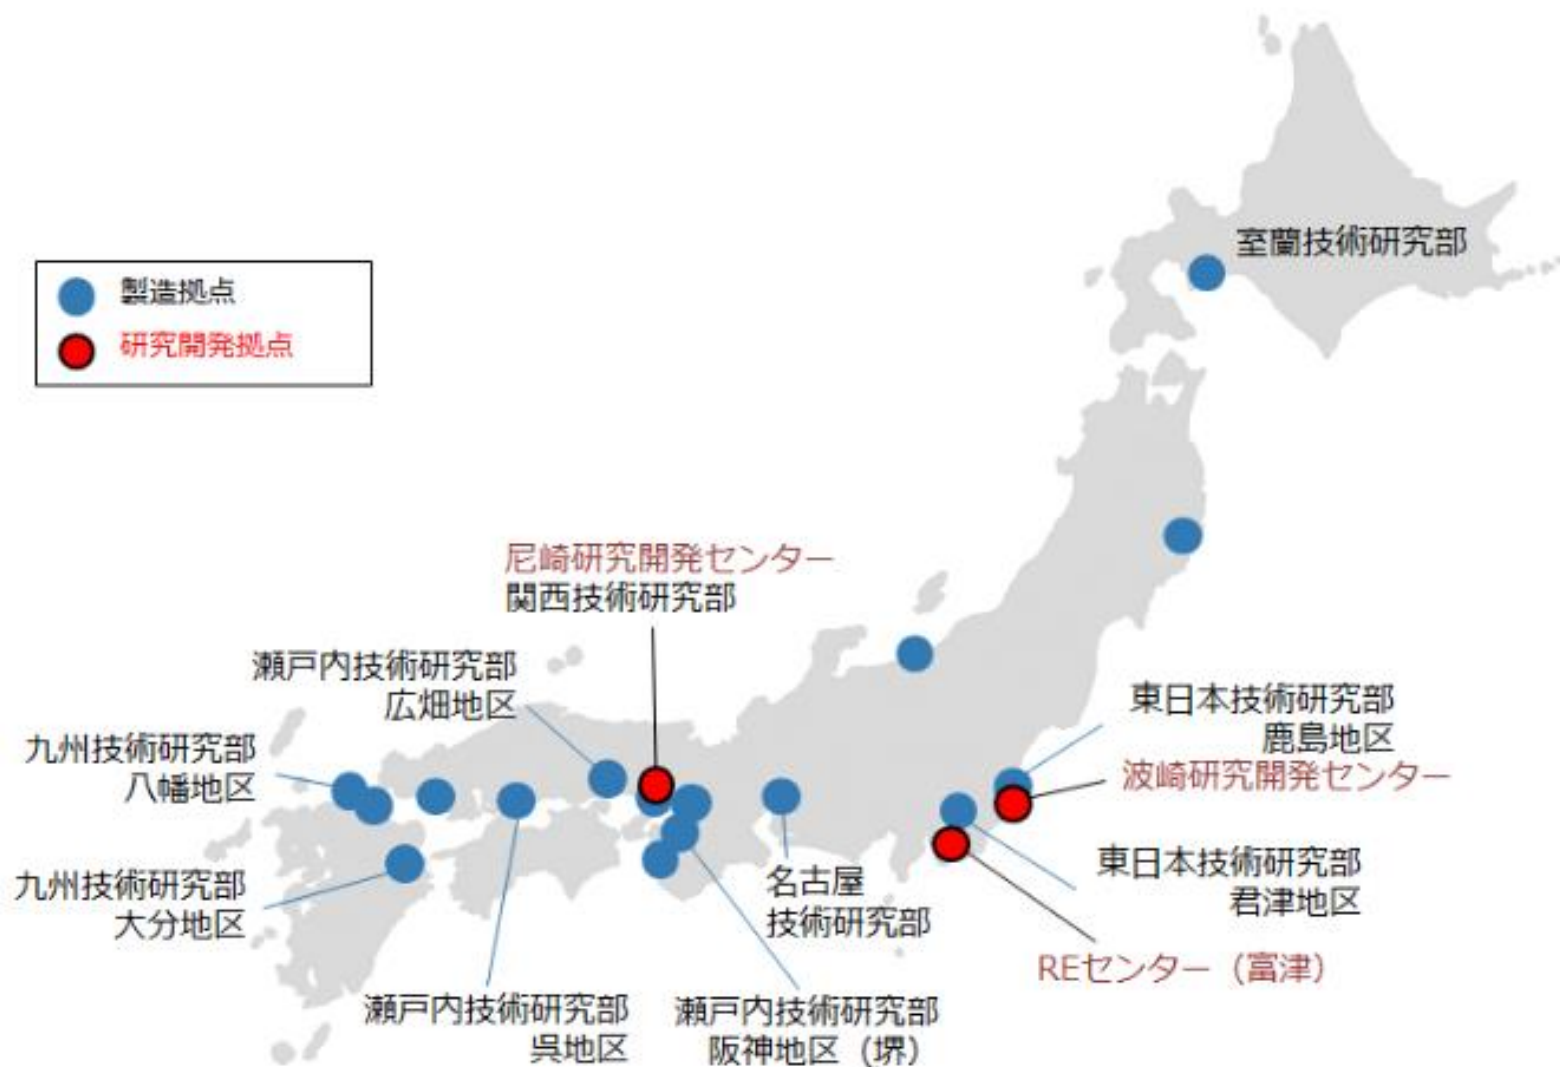 室蘭技術研究部
製造拠点
研究開発拠点
尼崎研究開発センター
関西技術研究部
瀬戸内技術研究部
広畑地区
九州技術研究部
八幡地区
東日本技術研究部
鹿島地区
波崎研究開発センター
東日本技術研究部
君津地区
名古屋
技術研究部
九州技術研究部
大分地区
REセンター（富津）
瀬戸内技術研究部
呉地区
瀬戸内技術研究部
阪神地区（堺）